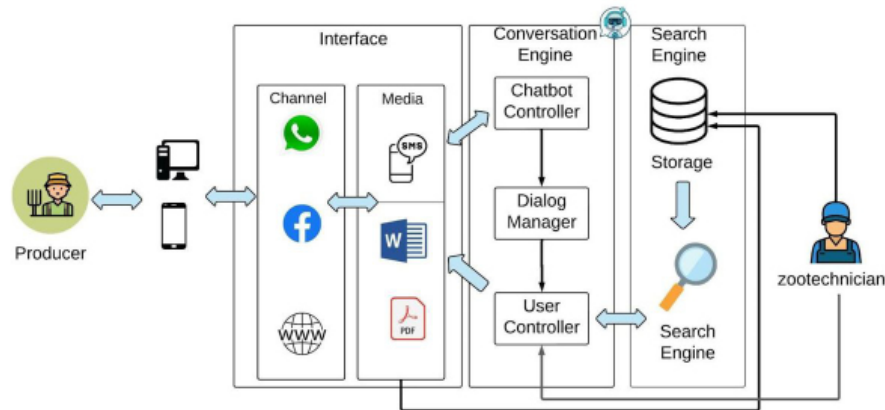 Interface
Conversation
Engine
Search
Engine
Channel
Media
Chatbot
Controller
SMS
Storage
Dialog
Manager
Producer
W
zootechnician
User
Controller
WWW
PDF
Search
Engine